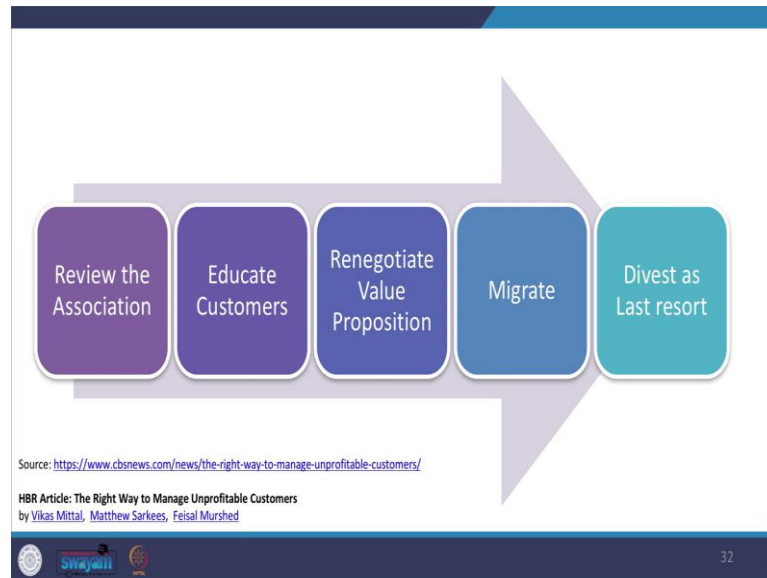 Review the
Association
Educate
Customers
Renegotiate
Value
Proposition
Migrate
Divest as
Last resort
Source: https://www.cbsnews.com/news/the-right-way-to-manage-unprofitable-customers/
HBR Article: The Right Way to Manage Unprofitable Customers
by Vikas Mittal, Matthew Sarkees, Feisal Murshed
swayam
32